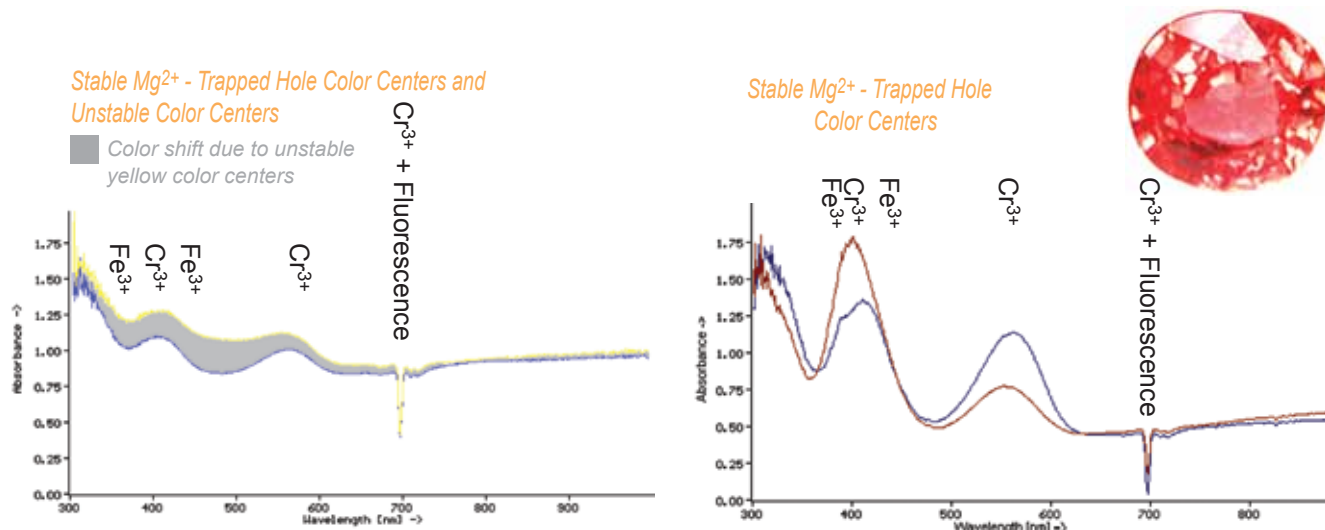 Stable Mg²⁺ - Trapped Hole Color Centers and
Unstable Color Centers
Color shift due to unstable
yellow color centers
Fe³⁺
Cr³⁺
Fe³⁺
Cr³⁺
Cr³⁺ + Fluorescence
1.75
1.50
1.25
1.00
0.75
0.50
0.25
0.00
Absorbance ->
300
400
500
600
700
800
900
Wavelength [nm] ->
Stable Mg²⁺ - Trapped Hole
Color Centers
Fe³⁺
Cr³⁺
Fe³⁺
Cr³⁺
Cr³⁺ + Fluorescence
1.75
1.50
1.25
1.00
0.75
0.50
0.25
0.00
Absorbance ->
300
400
500
600
700
800
Wavelength [nm] ->